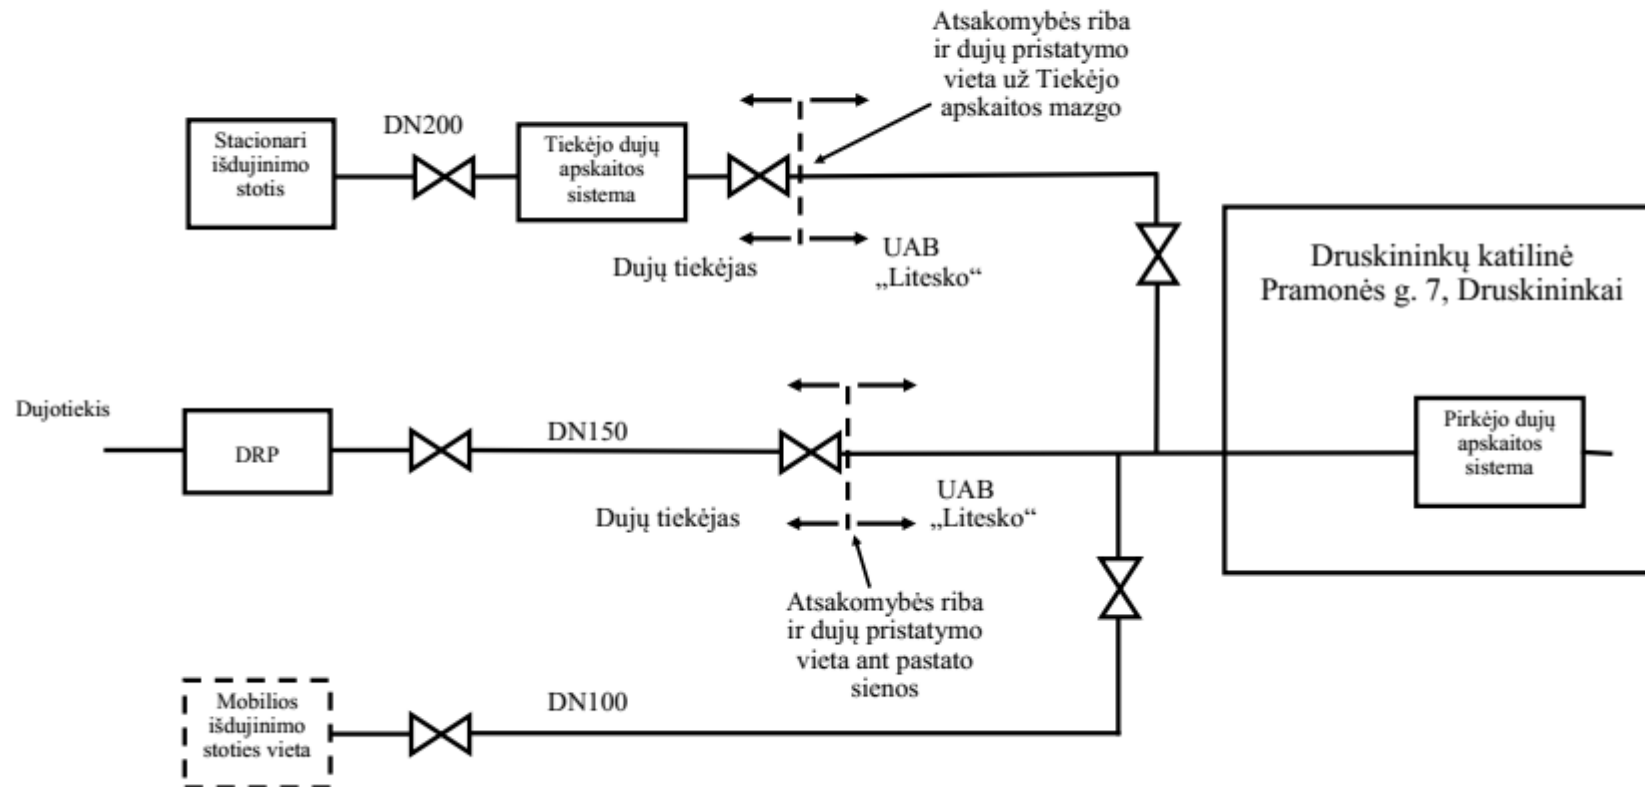 Atsakomybės riba
ir dujų pristatymo
vieta už Tiekėjo
apskaitos mazgo
DN200
Stacionari
išdujinimo
stotis
Tiekėjo dujų
apskaitos
sistema
Dujų tiekėjas
UAB
„Litesko“
Druskininkų katilinė
Pramonės g. 7, Druskininkai
Dujotiekis
DRP
DN150
Pirkėjo dujų
apskaitos
sistema
Dujų tiekėjas
UAB
„Litesko“
Atsakomybės riba
ir dujų pristatymo
vieta ant pastato
sienos
Mobilios
išdujinimo
stoties vieta
DN100